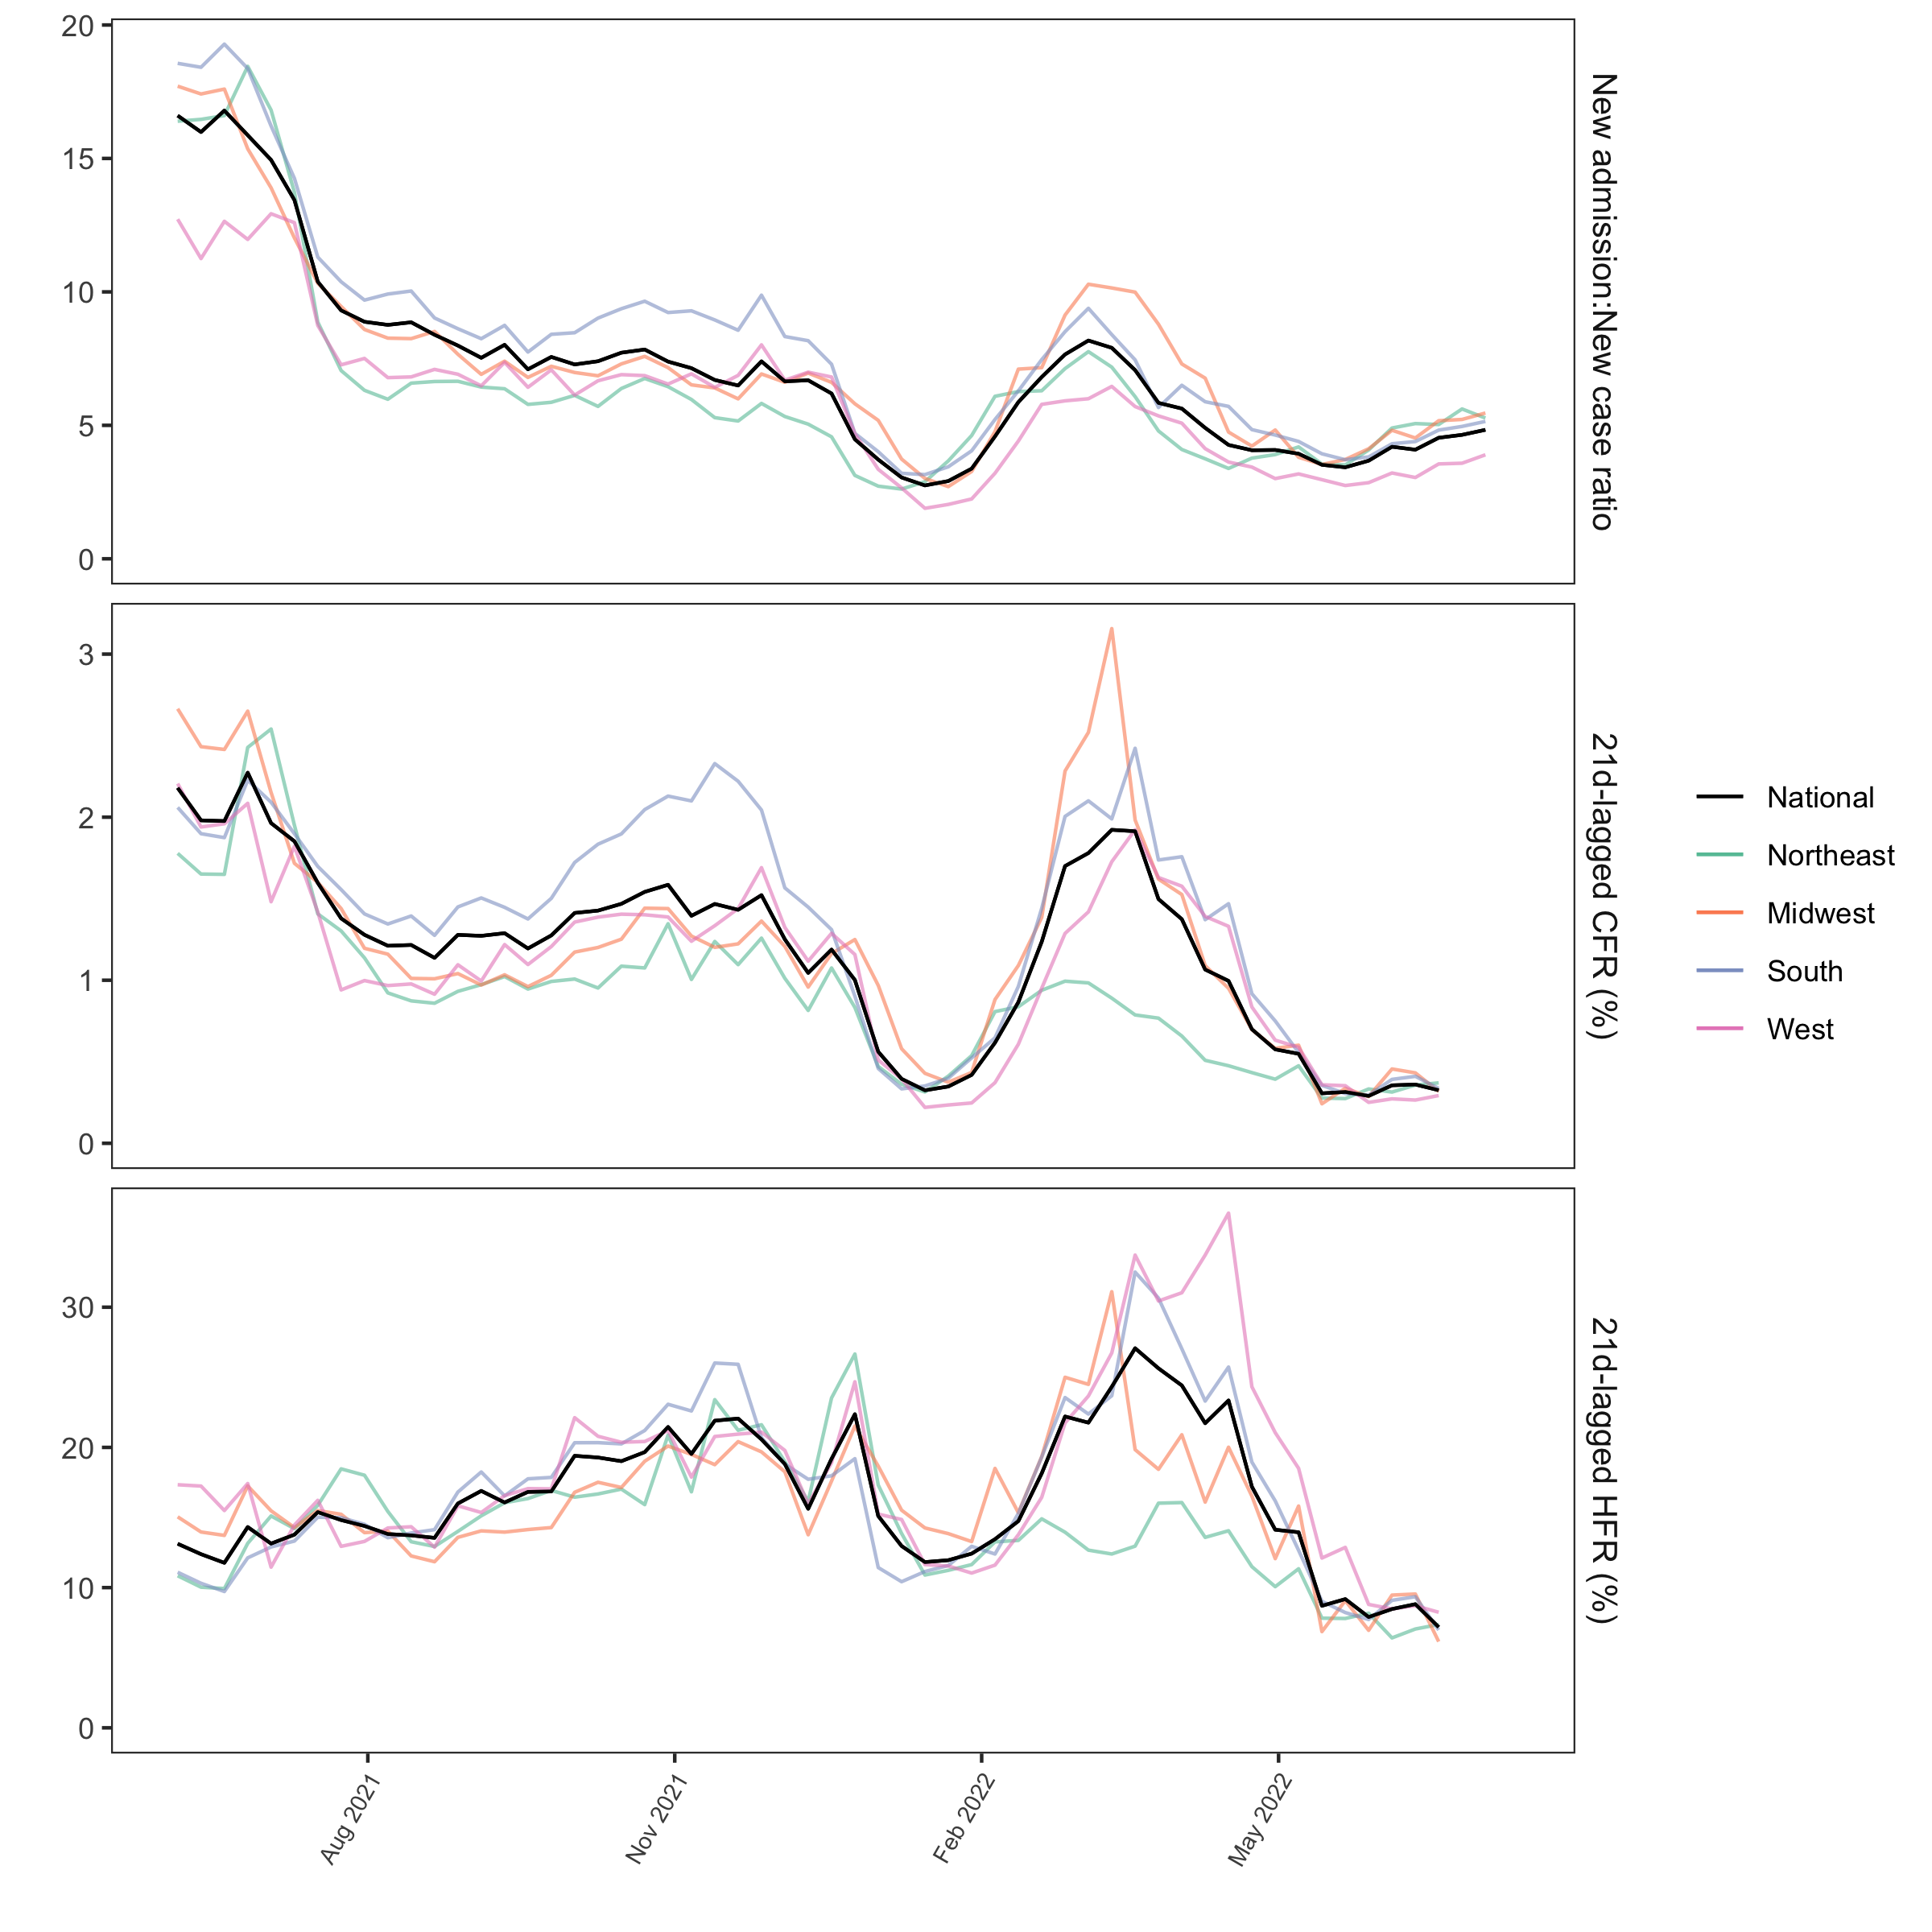 20
15
10
5
0
New admission::New case ratio
3
2
1
0
21d-lagged CFR (%)
30
20
10
0
21d-lagged HFR (%)
Aug 2021
Nov 2021
Feb 2022
May 2022
National
Northeast
Midwest
South
West